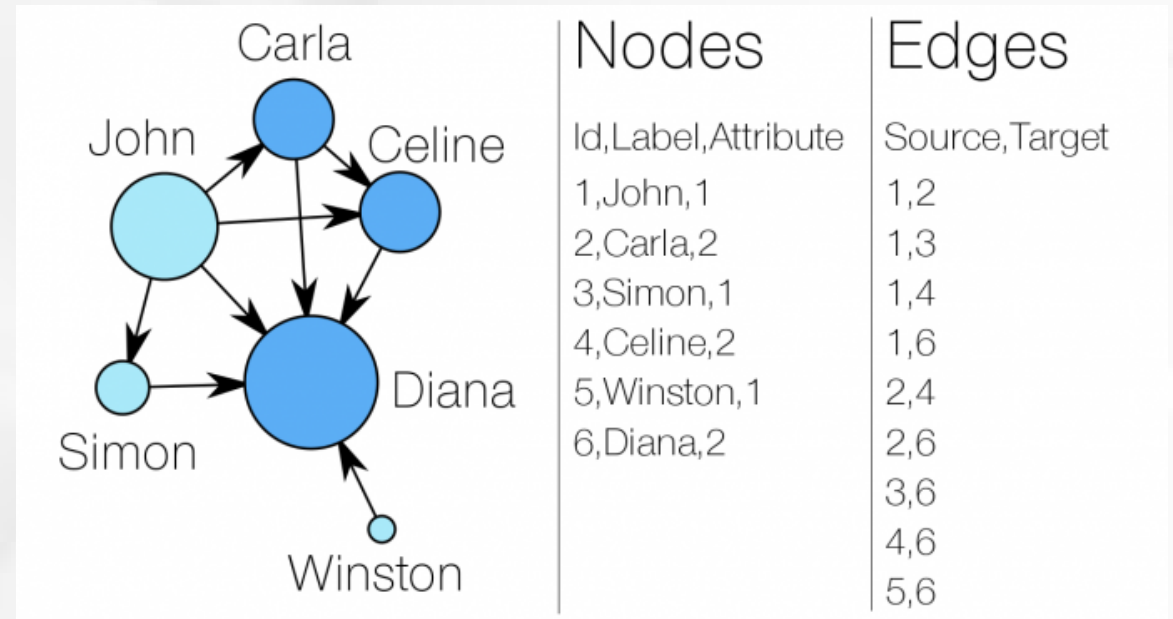 Carla
John
Celine
Diana
Simon
Winston
Nodes
Id,Label,Attribute
1,John,1
2,Carla,2
3,Simon,1
4,Celine,2
5,Winston,1
6,Diana,2
Edges
Source,Target
1,2
1,3
1,4
1,6
2,4
2,6
3,6
4,6
5,6